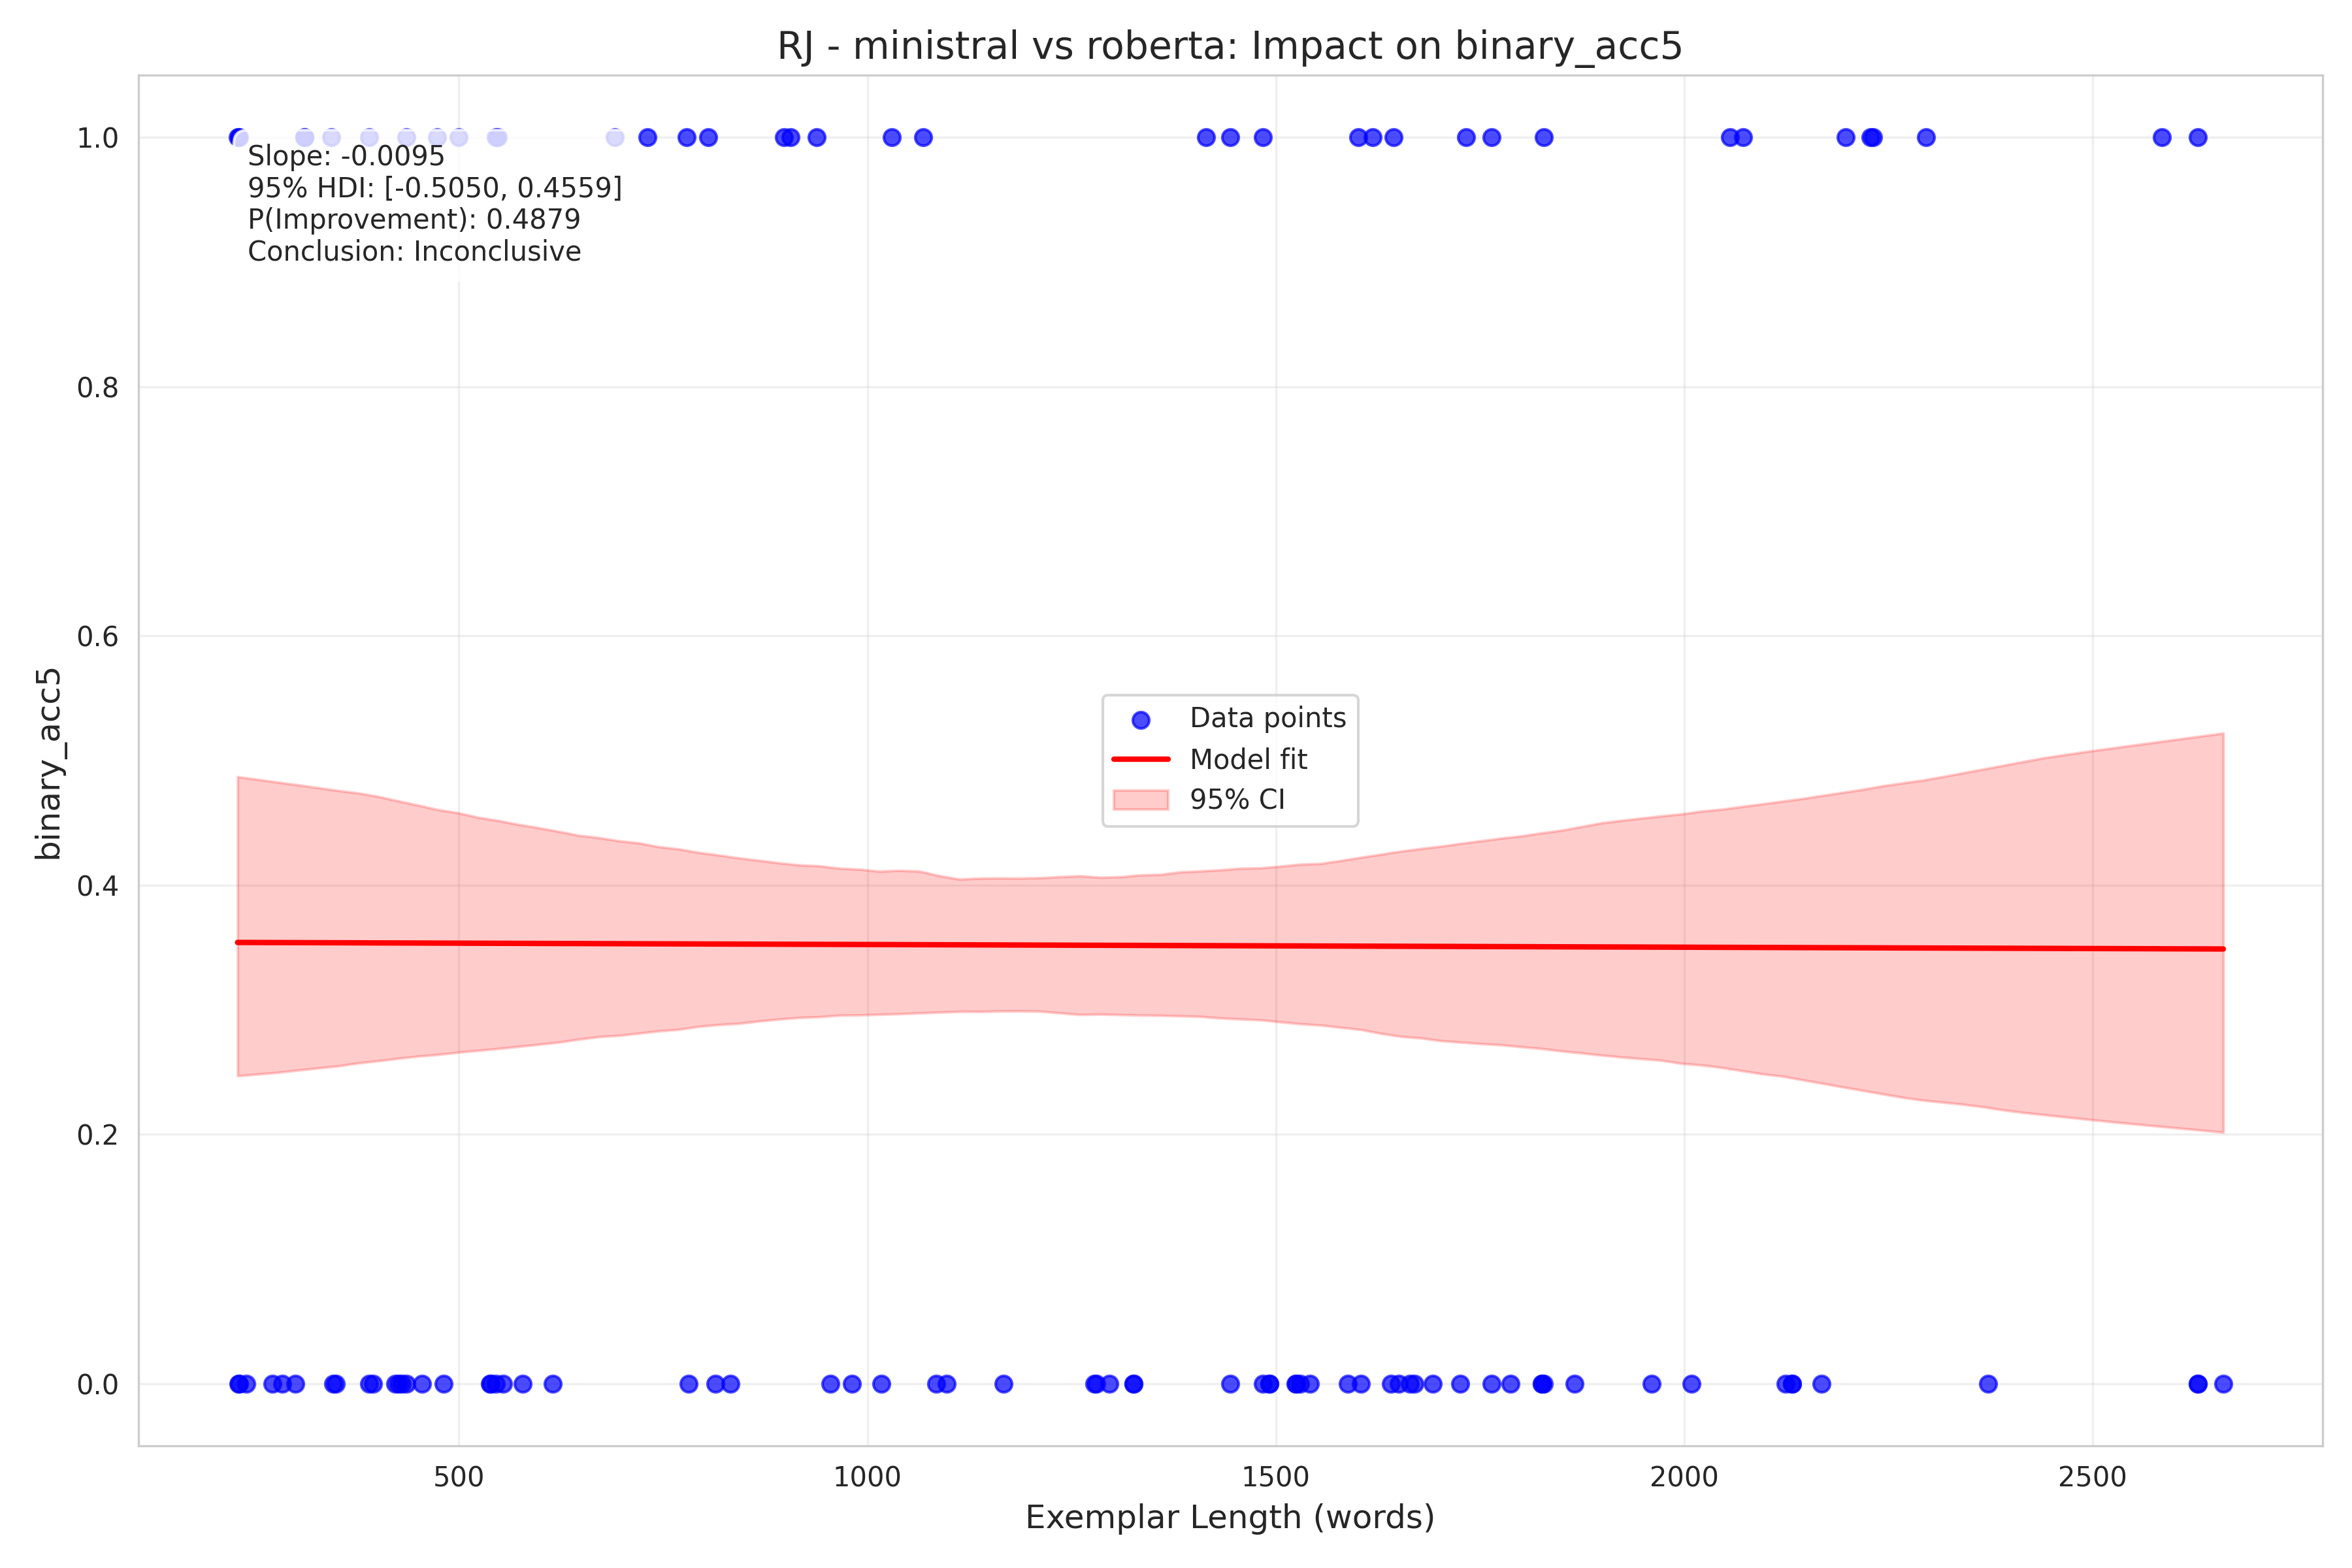 RJ - ministral vs roberta: Impact on binary_acc5
1.0
0.8
0.6
0.4
0.2
0.0
binary_acc5
Slope: -0.0095
95% HDI: [-0.5050, 0.4559]
P(Improvement): 0.4879
Conclusion: Inconclusive
Data points
Model fit
95% CI
500
1000
1500
2000
2500
Exemplar Length (words)